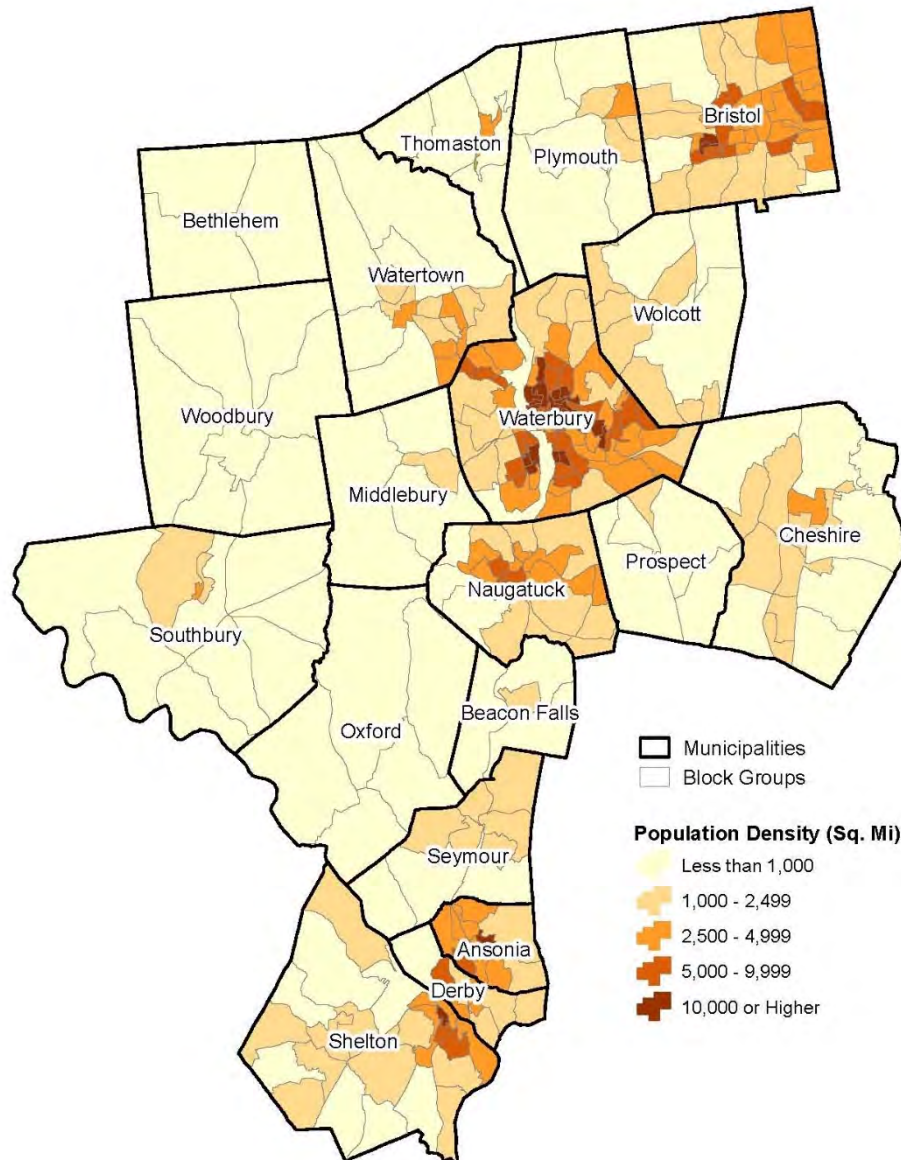 Bristol
Thomaston
Plymouth
Bethlehem
Watertown
Wolcott
Woodbury
Waterbury
Middlebury
Cheshire
Prospect
Naugatuck
Southbury
Beacon Falls
Oxford
Municipalities
Block Groups
Population Density (Sq. Mi)
Less than 1,000
1,000 - 2,499
2,500 - 4,999
5,000 - 9,999
10,000 or Higher
Seymour
Ansonia
Derby
Shelton